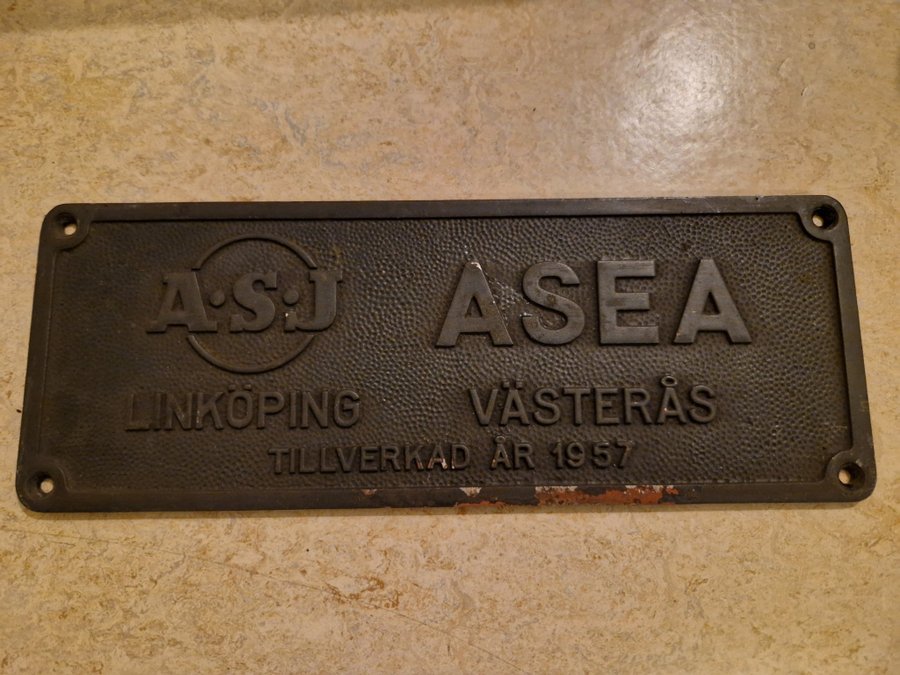 A·S·J ASEA
LINKÖPING VÄSTERÅS
TILLVERKAD ÅR 1957